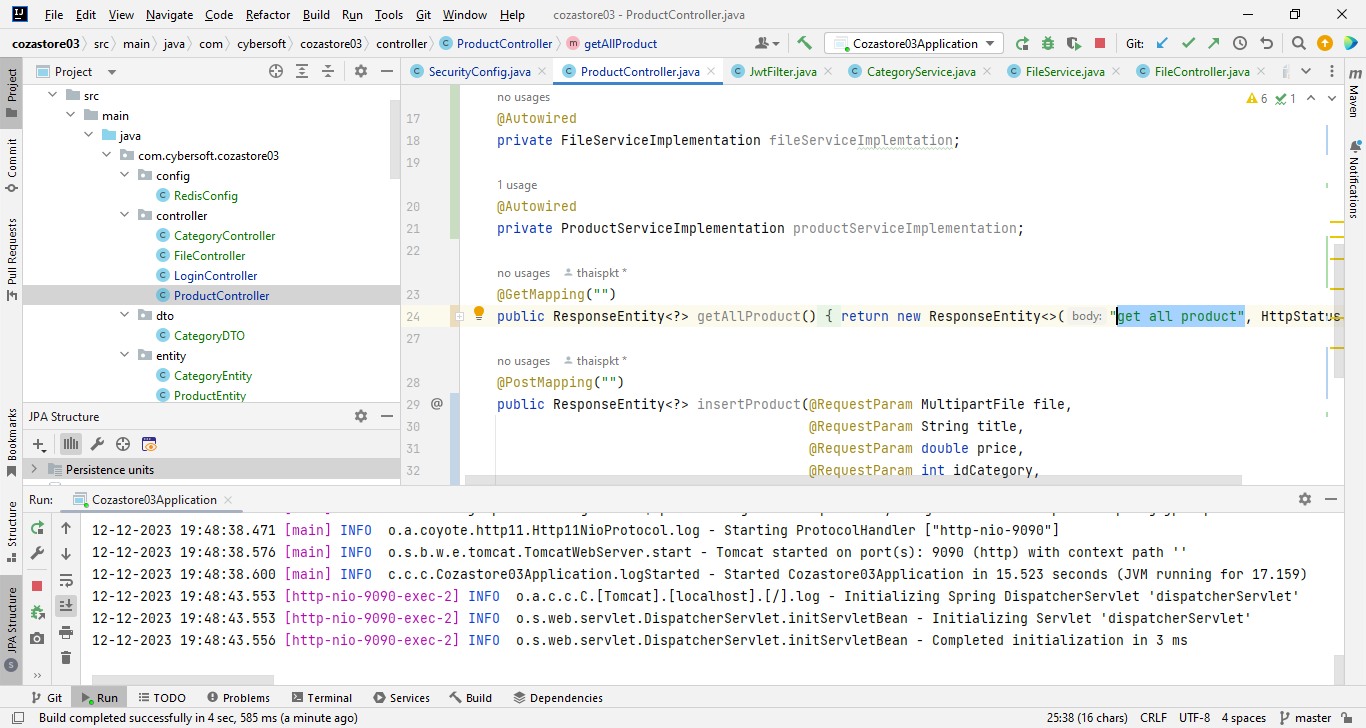 File Edit View Navigate Code Refactor Build Run Tools Git Window Help cozastore03 - ProductController.java
cozastore03 src main java com cybersoft cozastore03 controller ProductController getAllProduct Cozastore03Application Git:
Project
SecurityConfig.java ProductController.java JwtFilter.java CategoryService.java FileService.java FileController.java
Project
Commit
Pull Requests
Bookmarks
Structure
JPA Structure
src
main
java
com.cybersoft.cozastore03
config
RedisConfig
controller
CategoryController
FileController
LoginController
ProductController
dto
CategoryDTO
entity
CategoryEntity
ProductEntity
JPA Structure
Persistence units
6 1
no usages
17 @Autowired
18 private FileServiceImplementation fileServiceImplemtation;
19
1 usage
20 @Autowired
21 private ProductServiceImplementation productServiceImplementation;
22
no usages thaispkt *
23 @GetMapping("")
24 public ResponseEntity<?> getAllProduct() { return new ResponseEntity<>( body: "get all product", HttpStatus
27
no usages thaispkt *
28 @PostMapping("")
29 @ public ResponseEntity<?> insertProduct(@RequestParam MultipartFile file,
30 @RequestParam String title,
31 @RequestParam double price,
32 @RequestParam int idCategory,
m
Maven
Notifications
Run: Cozastore03Application
12-12-2023 19:48:38.471 [main] INFO o.a.coyote.http11.Http11NioProtocol.log - Starting ProtocolHandler ["http-nio-9090"]
12-12-2023 19:48:38.576 [main] INFO o.s.b.w.e.tomcat.TomcatWebServer.start - Tomcat started on port(s): 9090 (http) with context path ''
12-12-2023 19:48:38.600 [main] INFO c.c.c.Cozastore03Application.logStarted - Started Cozastore03Application in 15.523 seconds (JVM running for 17.159)
12-12-2023 19:48:43.553 [http-nio-9090-exec-2] INFO o.a.c.c.C.[Tomcat].[localhost].[/].log - Initializing Spring DispatcherServlet 'dispatcherServlet'
12-12-2023 19:48:43.553 [http-nio-9090-exec-2] INFO o.s.web.servlet.DispatcherServlet.initServletBean - Initializing Servlet 'dispatcherServlet'
12-12-2023 19:48:43.556 [http-nio-9090-exec-2] INFO o.s.web.servlet.DispatcherServlet.initServletBean - Completed initialization in 3 ms
Git Run TODO Problems Terminal Services Build Dependencies
Build completed successfully in 4 sec, 585 ms (a minute ago) 25:38 (16 chars) CRLF UTF-8 4 spaces master